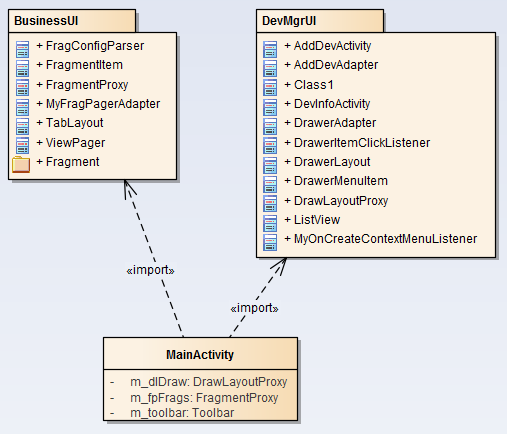 BusinessUI
+ FragConfigParser
+ FragmentItem
+ FragmentProxy
+ MyFragPagerAdapter
+ TabLayout
+ ViewPager
+ Fragment
DevMgrUI
+ AddDevActivity
+ AddDevAdapter
+ Class1
+ DevInfoActivity
+ DrawerAdapter
+ DrawerItemClickListener
+ DrawerLayout
+ DrawerMenuItem
+ DrawLayoutProxy
+ ListView
+ MyOnCreateContextMenuListener
«import»
«import»
MainActivity
- m_dlDraw: DrawLayoutProxy
- m_fpFrags: FragmentProxy
- m_toolbar: Toolbar